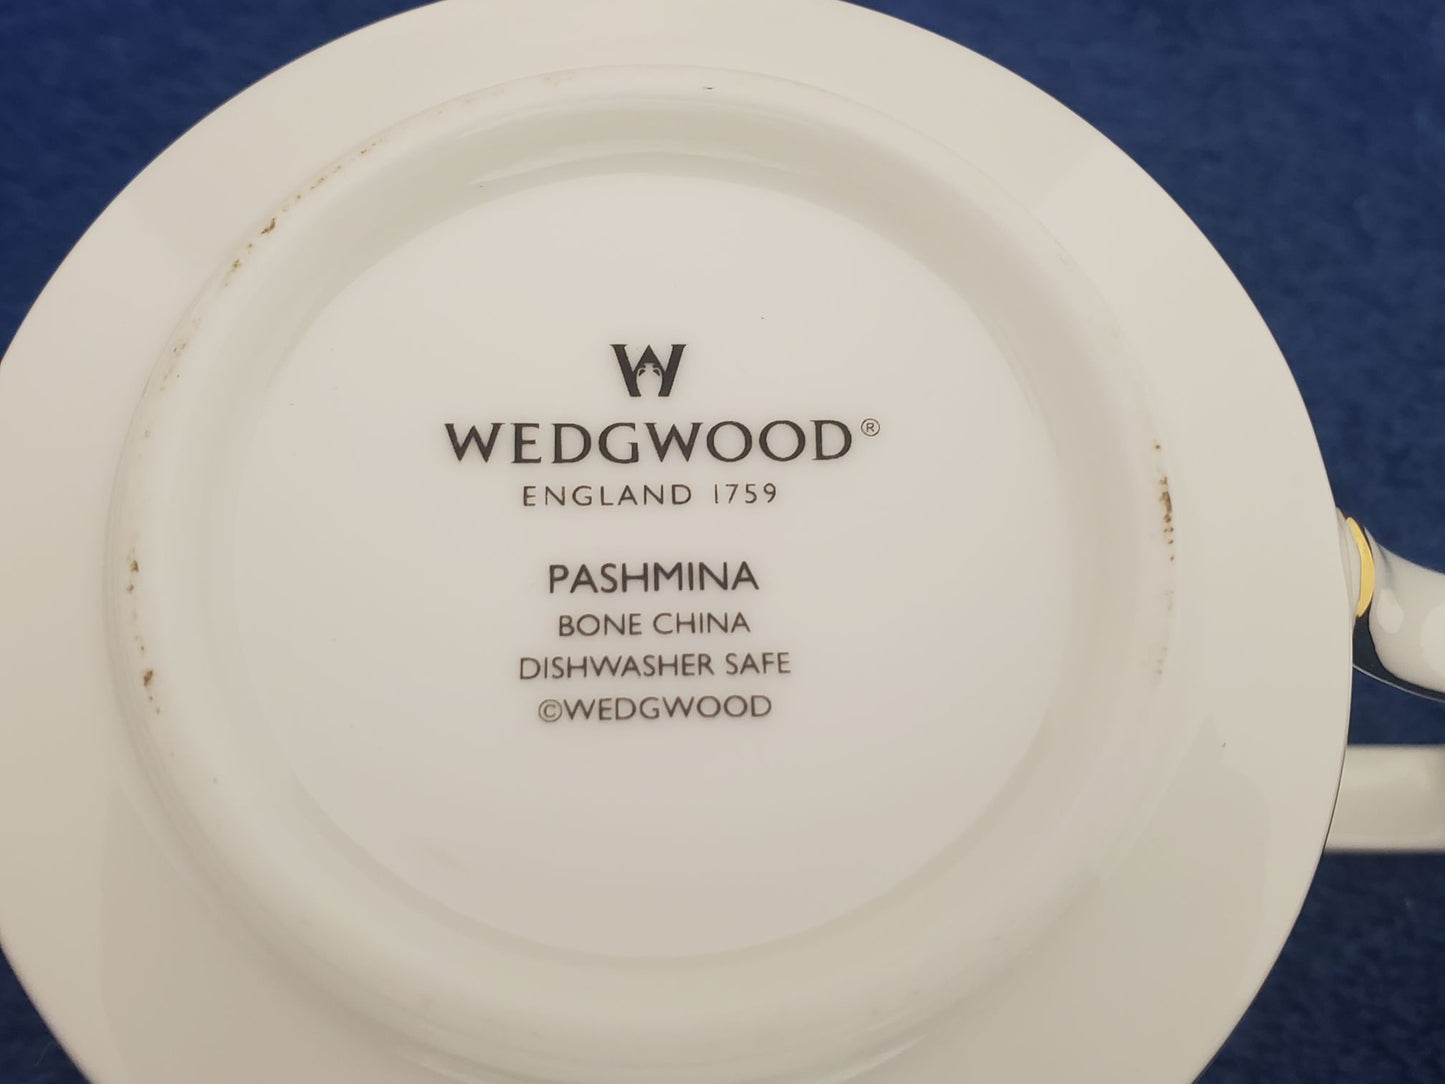 W
WEDGWOOD®
ENGLAND 1759
PASHMINA
BONE CHINA
DISHWASHER SAFE
©WEDGWOOD